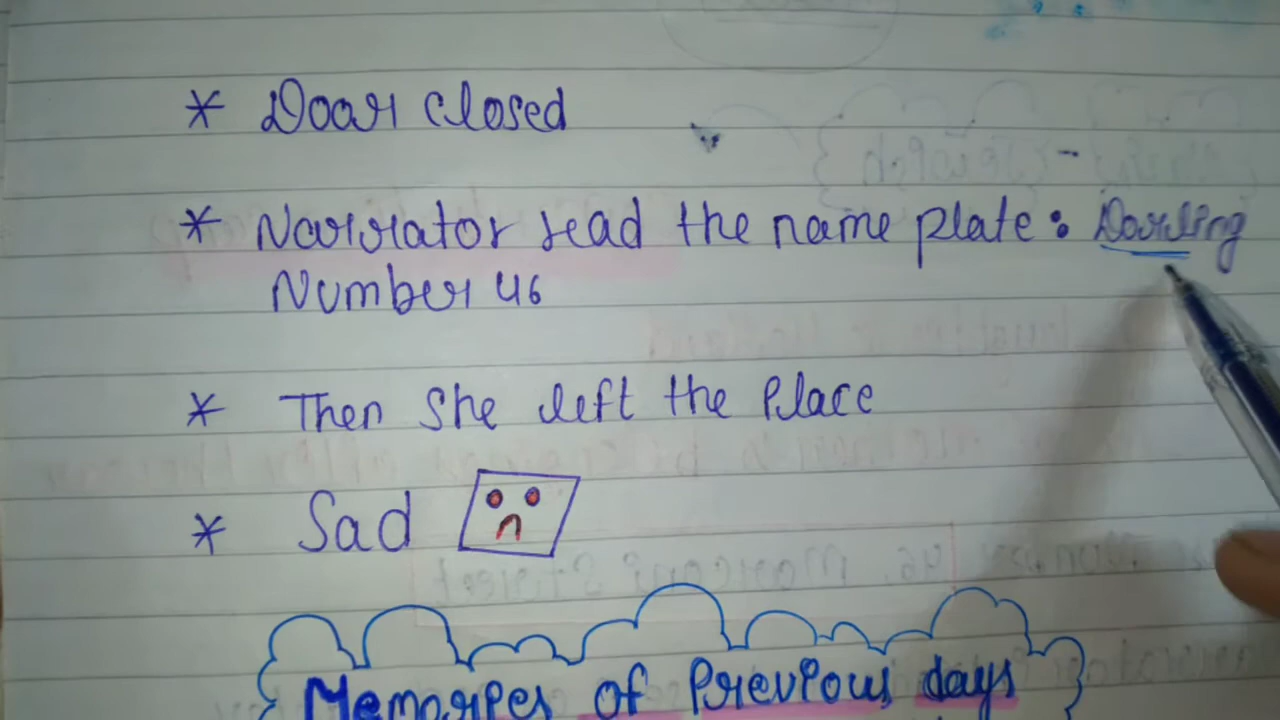 * Door closed
* Narrator read the name plate: Dorling
Number 46
* Then she left the place
* Sad
Memories of Previous days